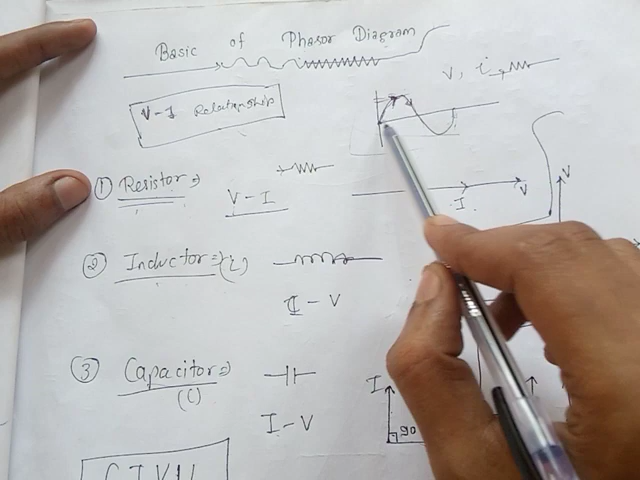 Basic of Phasor Diagram
V, i
V-I Relationship
① Resistor⇒
V-I
I
V
V
② Inductor⇒(L)
I-V
③ Capacitor⇒
(C)
I-V
I
90
CIVIL